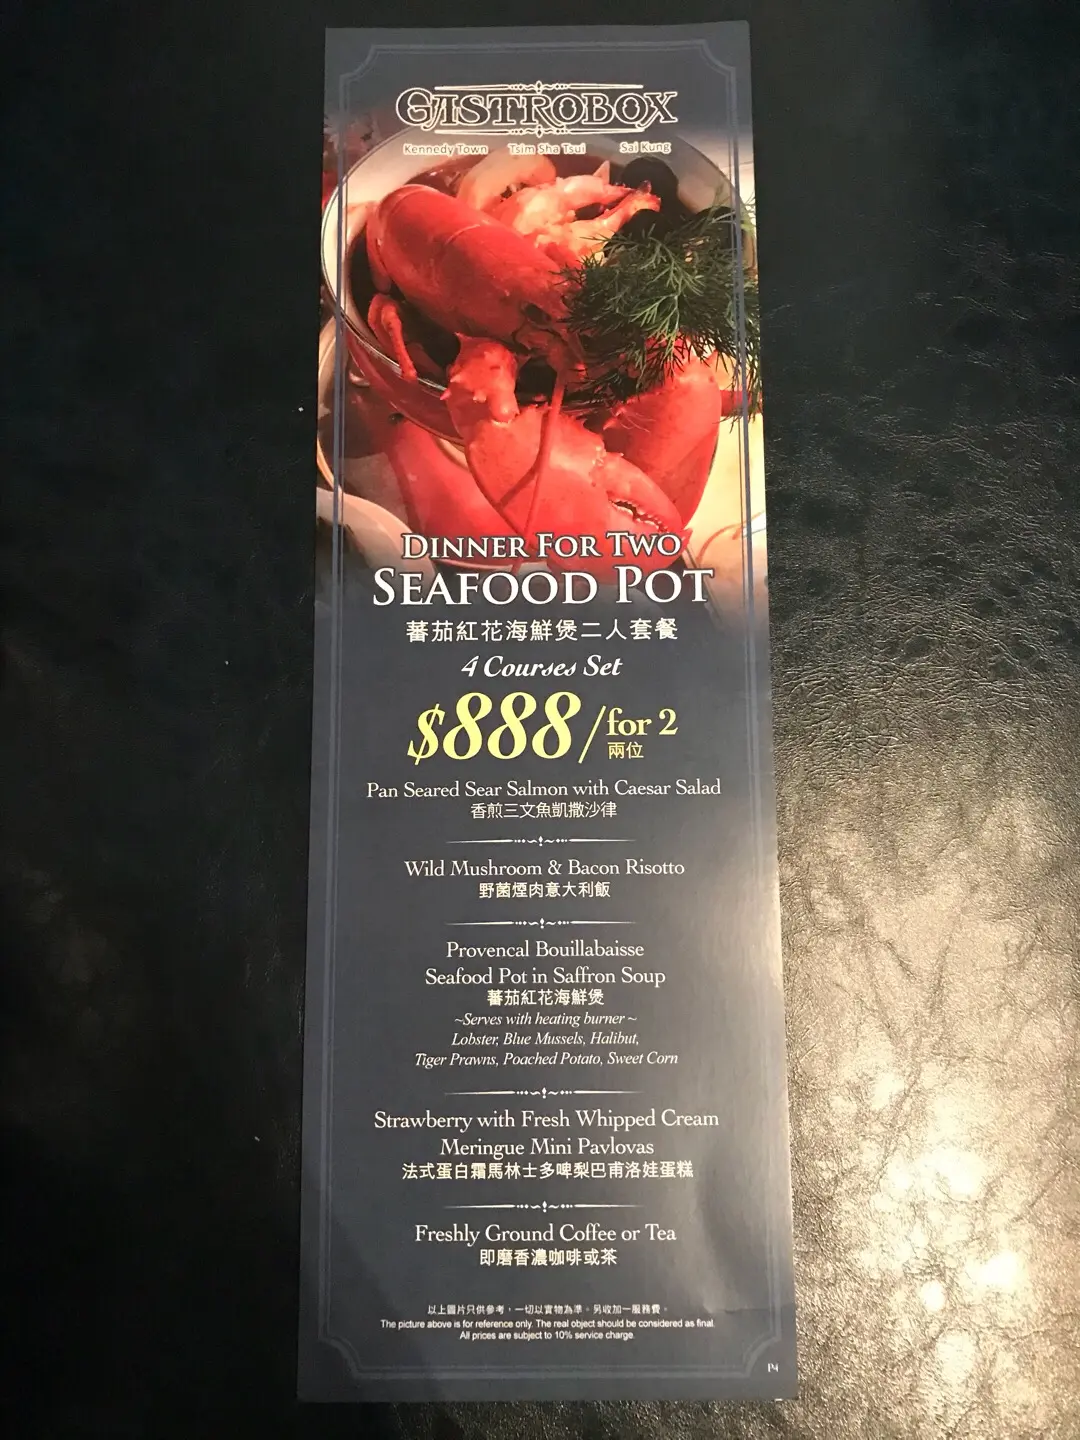 GASTROBOX
Kennedy Town Tsim Sha Tsui Sai Kung
DINNER FOR TWO
SEAFOOD POT
蕃茄紅花海鮮煲二人套餐
4 Courses Set
$888/for 2
兩位
Pan Seared Sear Salmon with Caesar Salad
香煎三文魚凱撒沙律
Wild Mushroom & Bacon Risotto
野菌煙肉意大利飯
Provencal Bouillabaisse
Seafood Pot in Saffron Soup
蕃茄紅花海鮮煲
~Serves with heating burner~
Lobster, Blue Mussels, Halibut,
Tiger Prawns, Poached Potato, Sweet Corn
Strawberry with Fresh Whipped Cream
Meringue Mini Pavlovas
法式蛋白霜馬林士多啤梨巴甫洛娃蛋糕
Freshly Ground Coffee or Tea
即磨香濃咖啡或茶
以上圖片只供參考，一切以實物為準。另收加一服務費。
The picture above is for reference only. The real object should be considered as final.
All prices are subject to 10% service charge.
P4